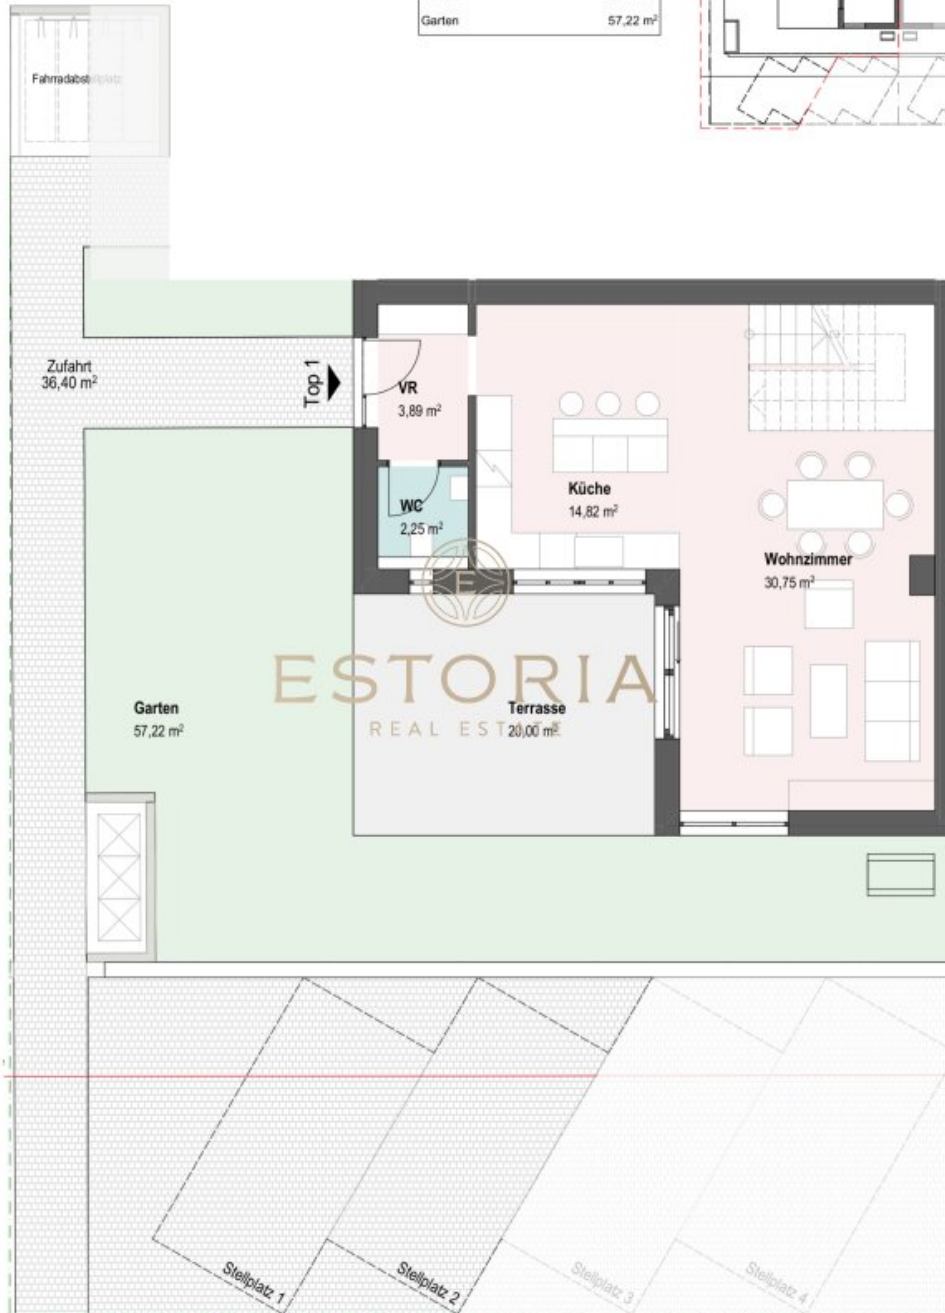 Garten 57,22 m²
Fahrradabstellplatz
Zufahrt
36,40 m²
Top 1
VR
3,89 m²
WC
2,25 m²
Küche
14,82 m²
Wohnzimmer
30,75 m²
E
ESTORIA
REAL ESTATE
Garten
57,22 m²
Terrasse
20,00 m²
Stellplatz 1
Stellplatz 2
Stellplatz 3
Stellplatz 4